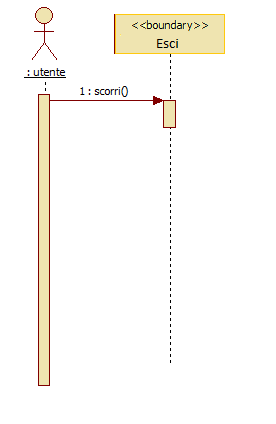 <<boundary>>
Esci
: utente
1 : scorri()